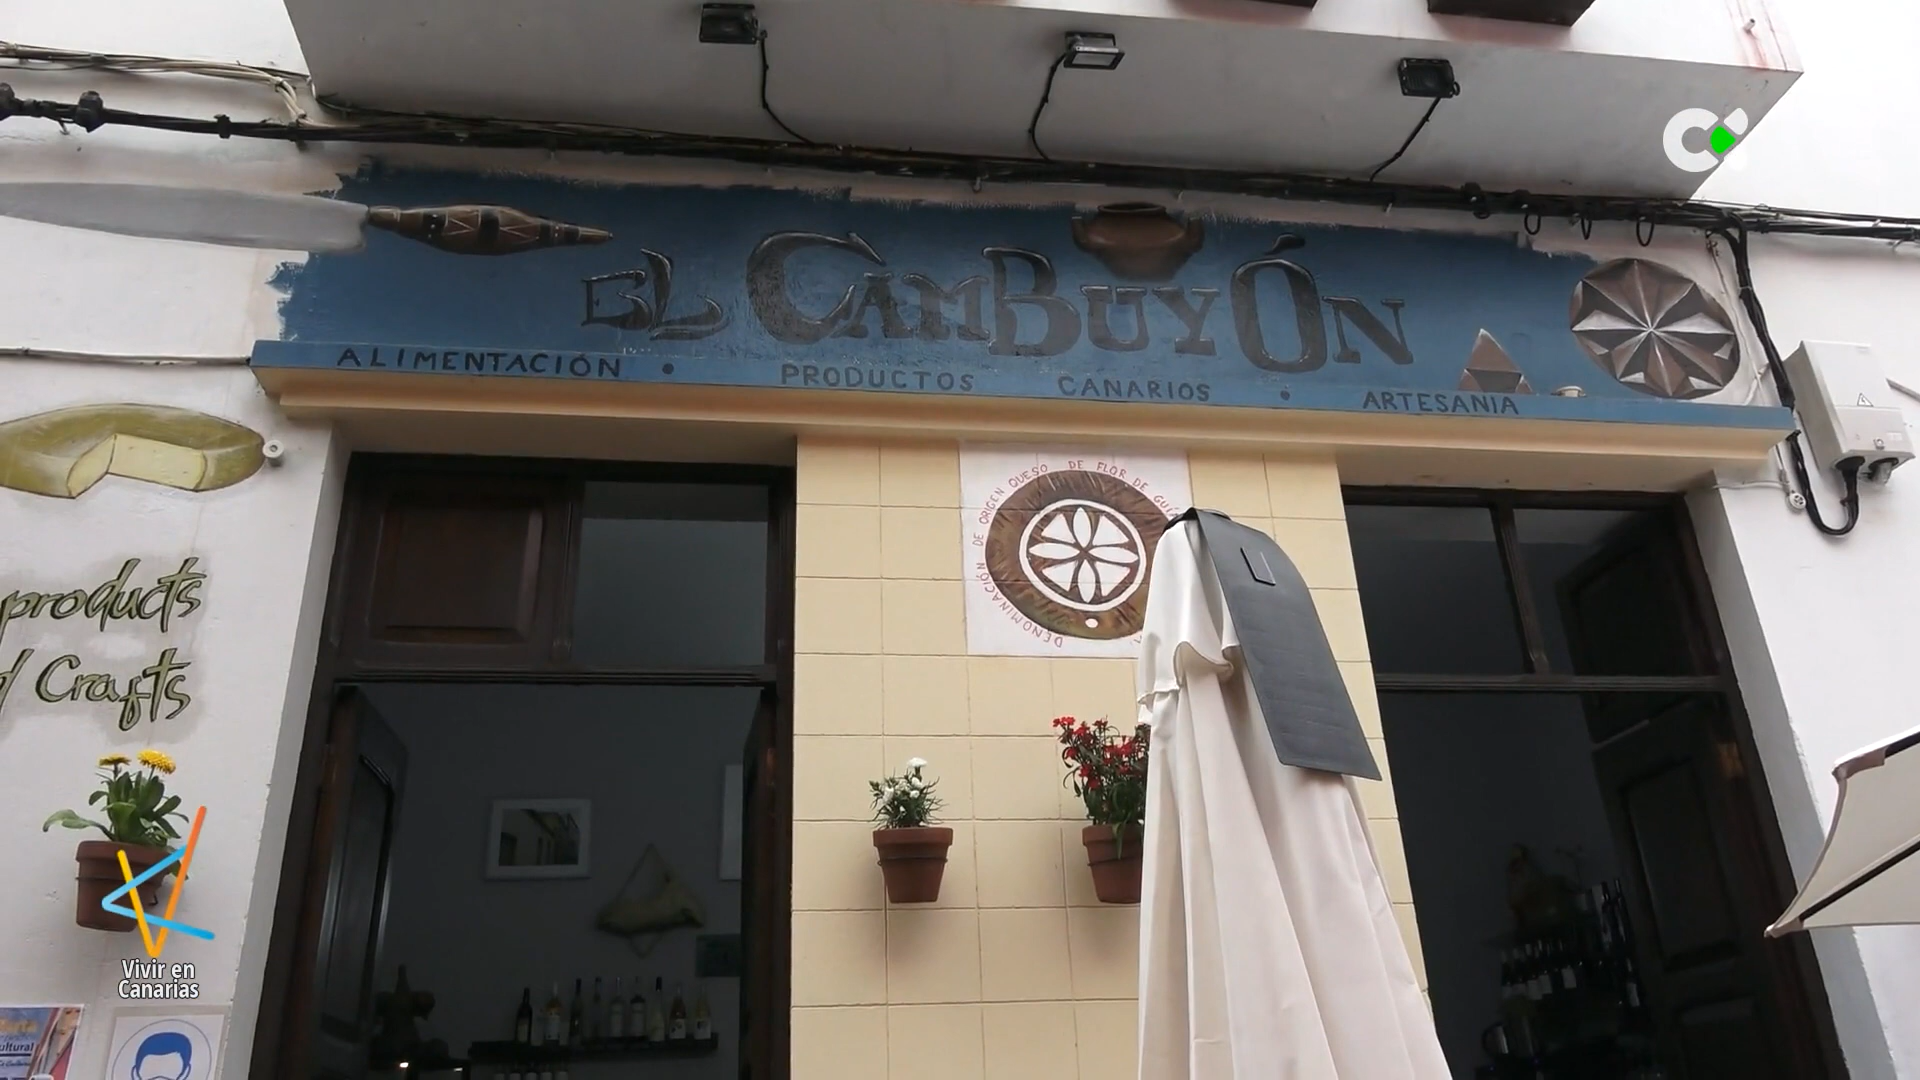 EL CAMBUYÓN
ALIMENTACIÓN • PRODUCTOS CANARIOS • ARTESANIA
DENOMINACIÓN DE ORIGEN QUESO DE FLOR DE GUÍA
products
Crafts
Vivir en
Canarias